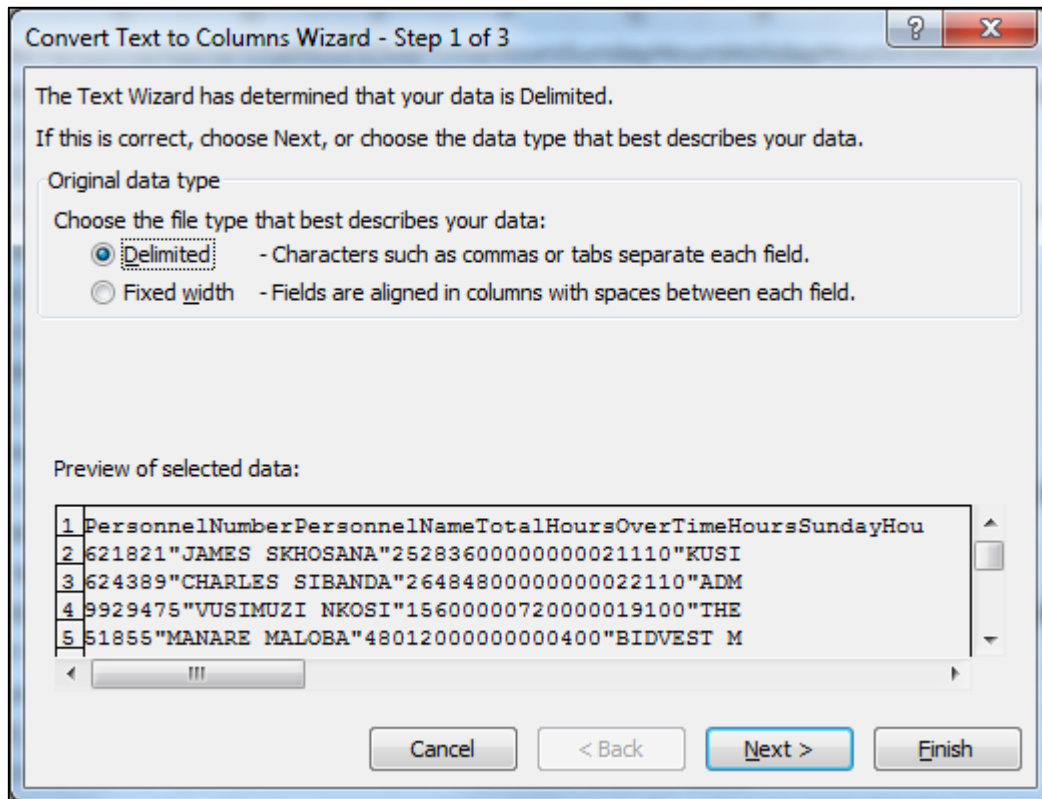 Convert Text to Columns Wizard - Step 1 of 3
The Text Wizard has determined that your data is Delimited.
If this is correct, choose Next, or choose the data type that best describes your data.
Original data type
Choose the file type that best describes your data:
Delimited - Characters such as commas or tabs separate each field.
Fixed width - Fields are aligned in columns with spaces between each field.
Preview of selected data:
1 PersonnelNumberPersonnelNameTotalHoursOverTimeHoursSundayHou
2 621821"JAMES SKHOSANA"25283600000000021110"KUSI
3 624389"CHARLES SIBANDA"26484800000000022110"ADM
4 9929475"VUSIMUZI NKOSI"15600000720000019100"THE
5 51855"MANARE MALOBA"48012000000000400"BIDVEST M
Cancel < Back Next > Finish